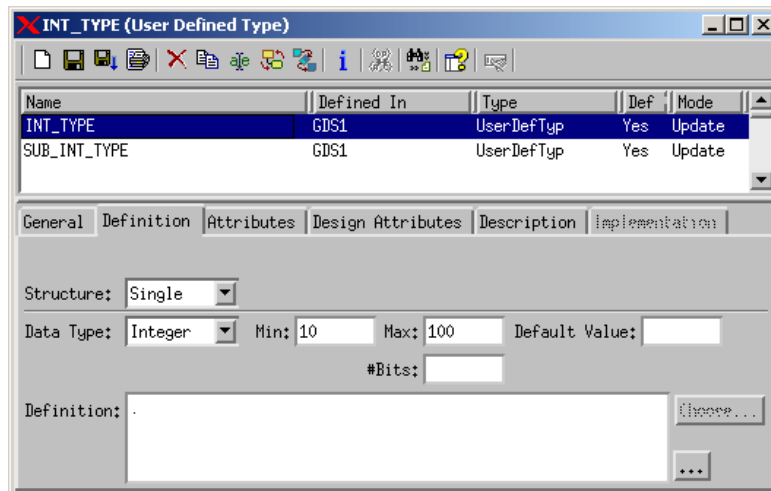 INT_TYPE (User Defined Type)
Name Defined In Type Def Mode
INT_TYPE GDS1 UserDefTyp Yes Update
SUB_INT_TYPE GDS1 UserDefTyp Yes Update
General Definition Attributes Design Attributes Description Implementation
Structure: Single
Data Type: Integer Min: 10 Max: 100 Default Value:
#Bits:
Definition: . Choose...
...